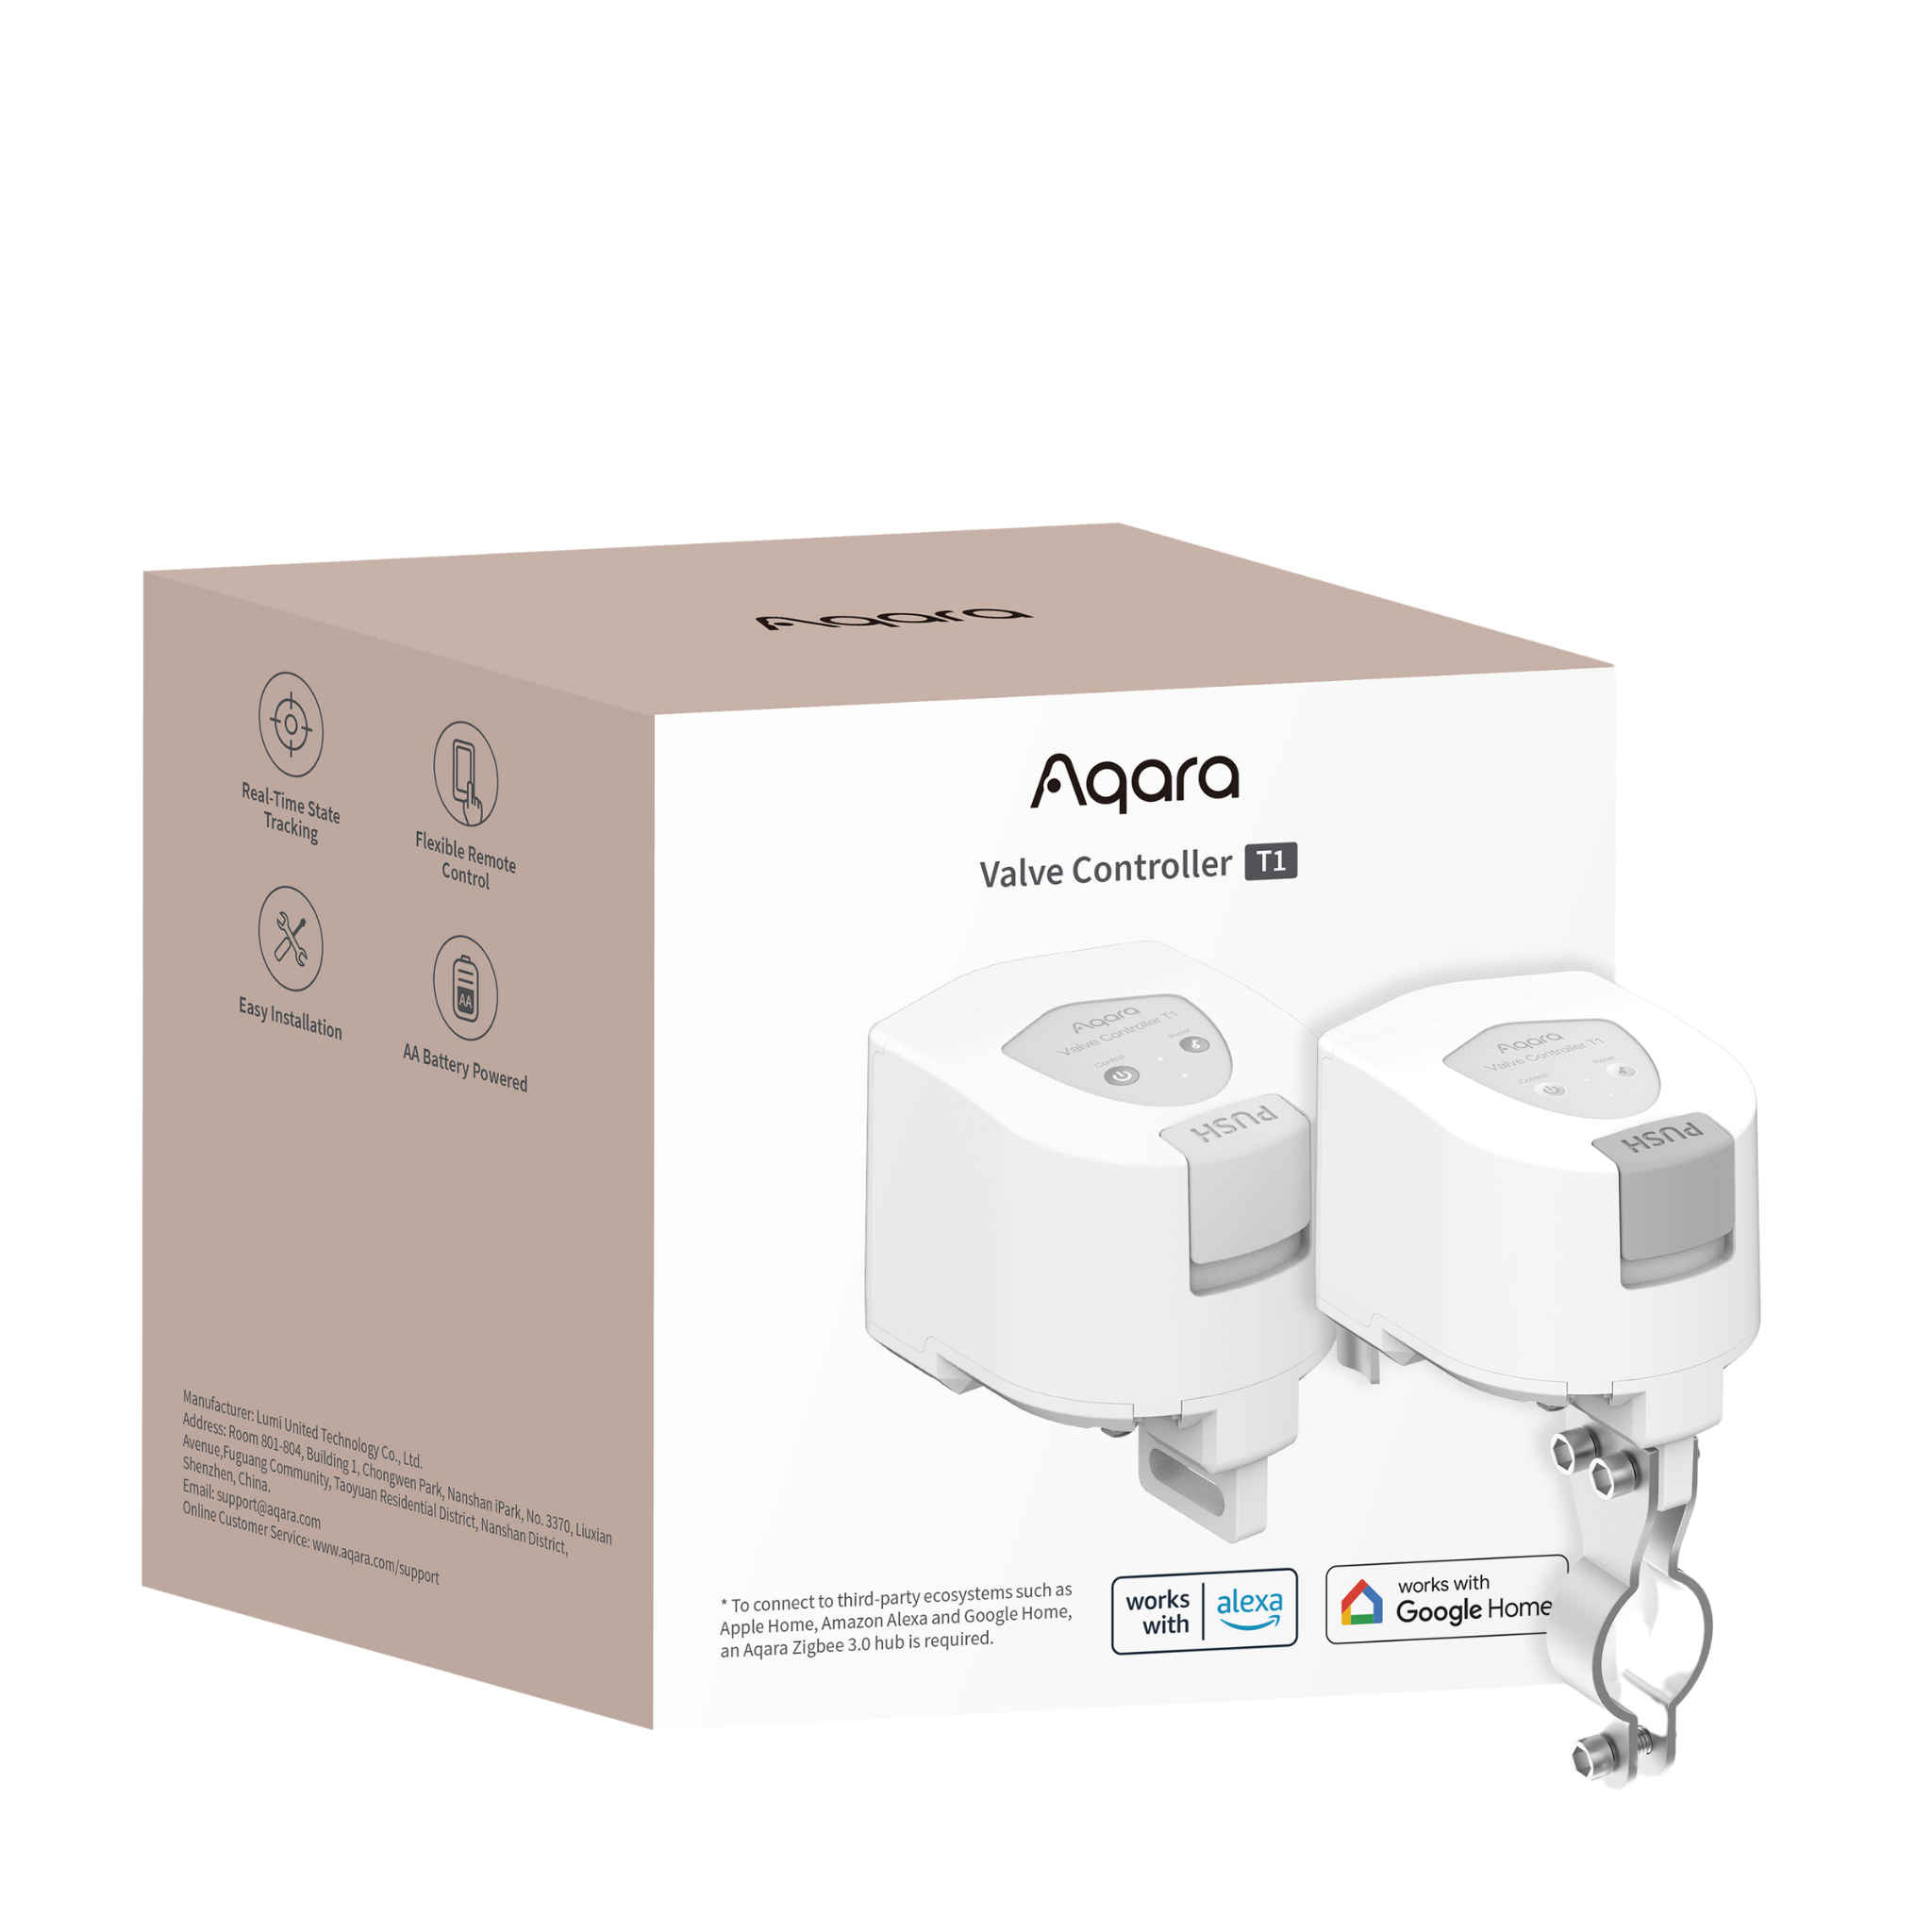 Aqara
Real-Time State
Tracking
Flexible Remote
Control
Easy Installation
AA
AA Battery Powered
Manufacturer: Lumi United Technology Co., Ltd.
Address: Room 801-804, Building 1, Chongwen Park, Nanshan iPark, No. 3370, Liuxian
Avenue,Fuguang Community, Taoyuan Residential District, Nanshan District,
Shenzhen, China.
Email: support@aqara.com
Online Customer Service: www.aqara.com/support
Aqara
Valve Controller T1
Aqara
Valve Controller T1
Reset
Control
PUSH
Aqara
Valve Controller T1
Reset
Control
PUSH
* To connect to third-party ecosystems such as
Apple Home, Amazon Alexa and Google Home,
an Aqara Zigbee 3.0 hub is required.
works
with
alexa
works with
Google Home